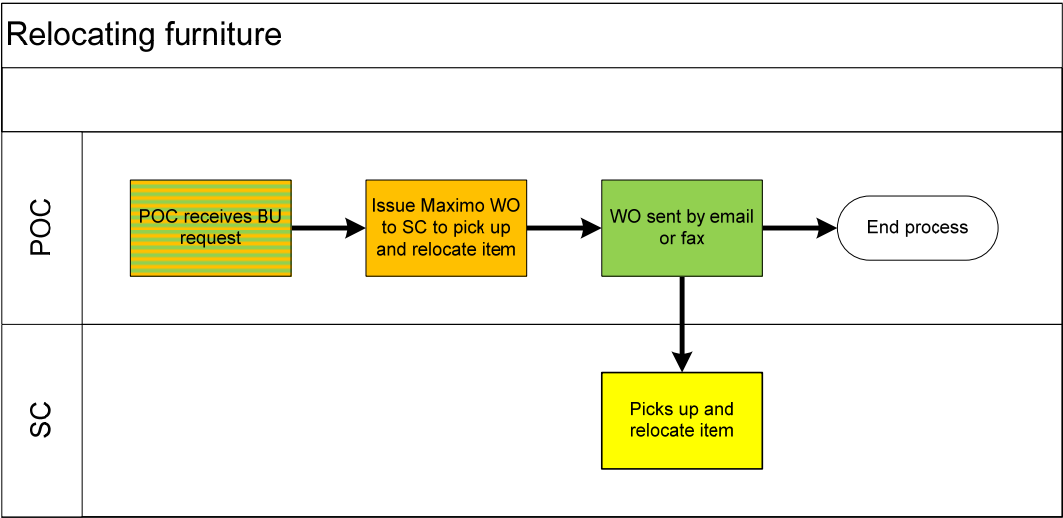 Relocating furniture
POC
POC receives BU
request
Issue Maximo WO
to SC to pick up
and relocate item
WO sent by email
or fax
End process
SC
Picks up and
relocate item